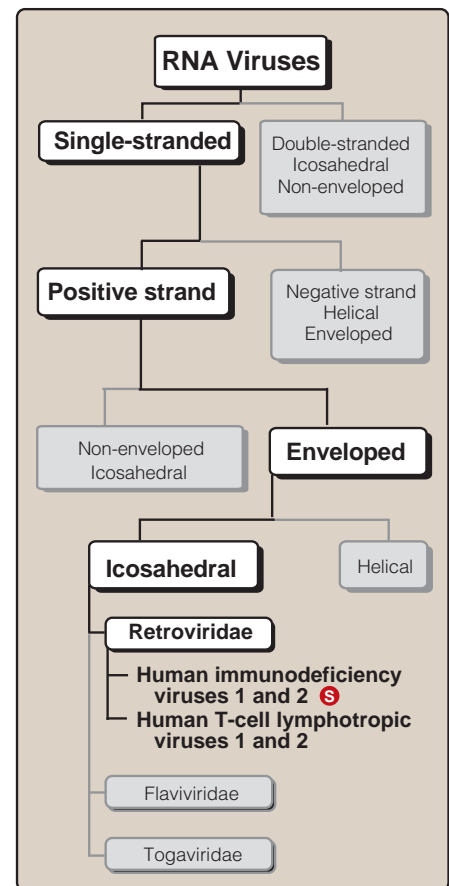 RNA Viruses
Single-stranded
Double-stranded
Icosahedral
Non-enveloped
Positive strand
Negative strand
Helical
Enveloped
Non-enveloped
Icosahedral
Enveloped
Icosahedral
Helical
Retroviridae
Human immunodeficiency
viruses 1 and 2 S
Human T-cell lymphotropic
viruses 1 and 2
Flaviviridae
Togaviridae